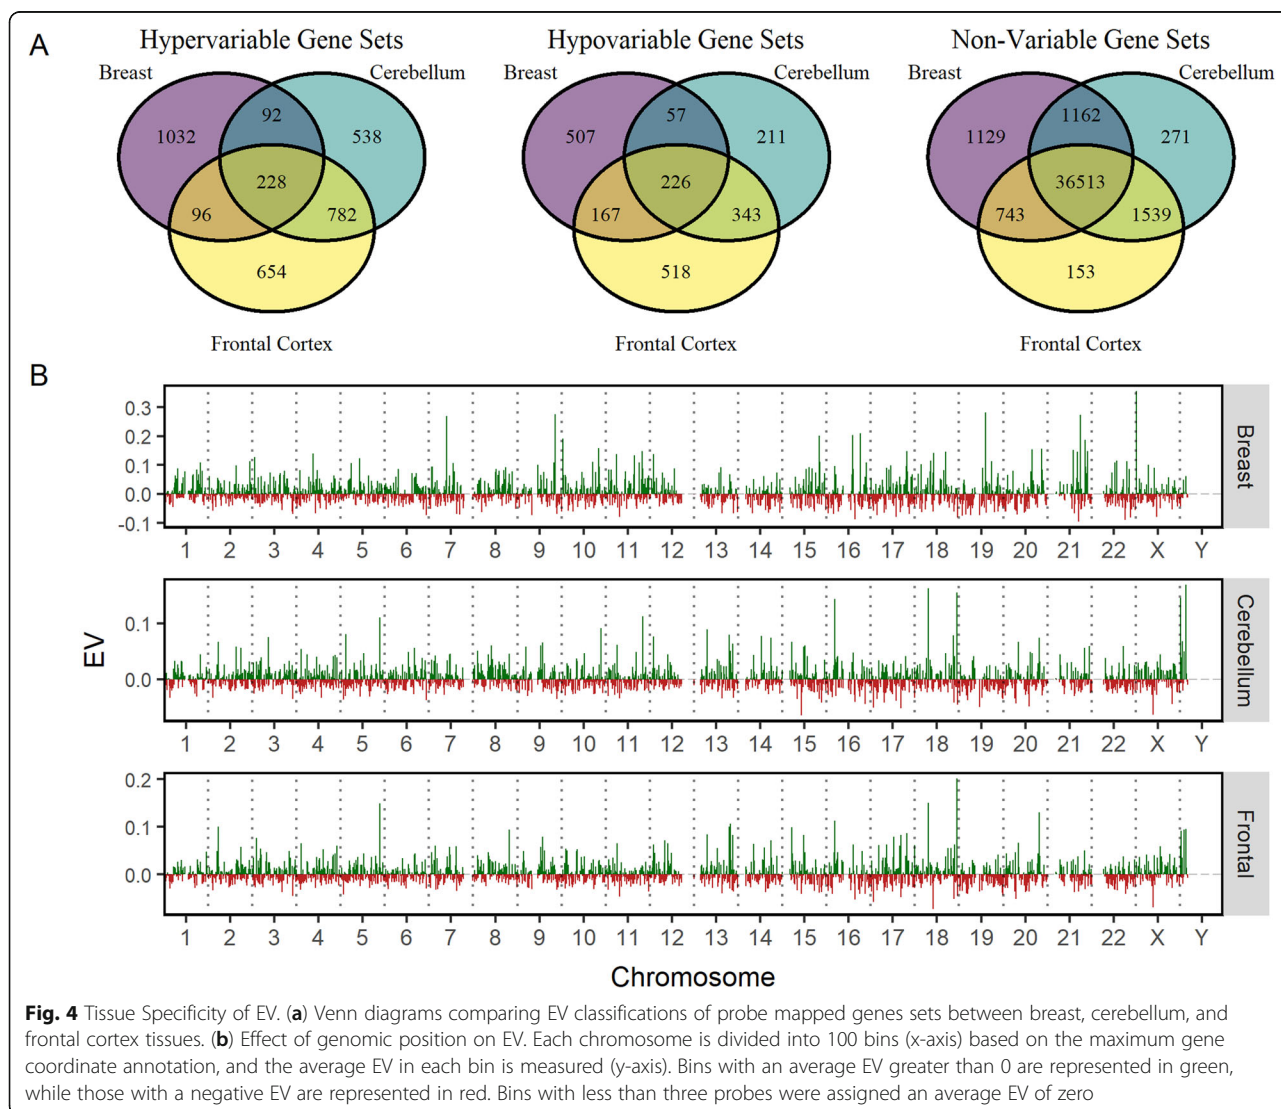 A
Hypervariable Gene Sets
Breast
Cerebellum
1032
92
538
228
96
782
654
Frontal Cortex
Hypovariable Gene Sets
Breast
Cerebellum
507
57
211
226
167
343
518
Frontal Cortex
Non-Variable Gene Sets
Breast
Cerebellum
1129
1162
271
36513
743
1539
153
Frontal Cortex
B
EV
0.3
0.2
0.1
0.0
-0.1
Breast
1 2 3 4 5 6 7 8 9 10 11 12 13 14 15 16 17 18 19 20 21 22 X Y
0.1
0.0
Cerebellum
1 2 3 4 5 6 7 8 9 10 11 12 13 14 15 16 17 18 19 20 21 22 X Y
0.2
0.1
0.0
Frontal
1 2 3 4 5 6 7 8 9 10 11 12 13 14 15 16 17 18 19 20 21 22 X Y
Chromosome
Fig. 4 Tissue Specificity of EV. (a) Venn diagrams comparing EV classifications of probe mapped genes sets between breast, cerebellum, and
frontal cortex tissues. (b) Effect of genomic position on EV. Each chromosome is divided into 100 bins (x-axis) based on the maximum gene
coordinate annotation, and the average EV in each bin is measured (y-axis). Bins with an average EV greater than 0 are represented in green,
while those with a negative EV are represented in red. Bins with less than three probes were assigned an average EV of zero